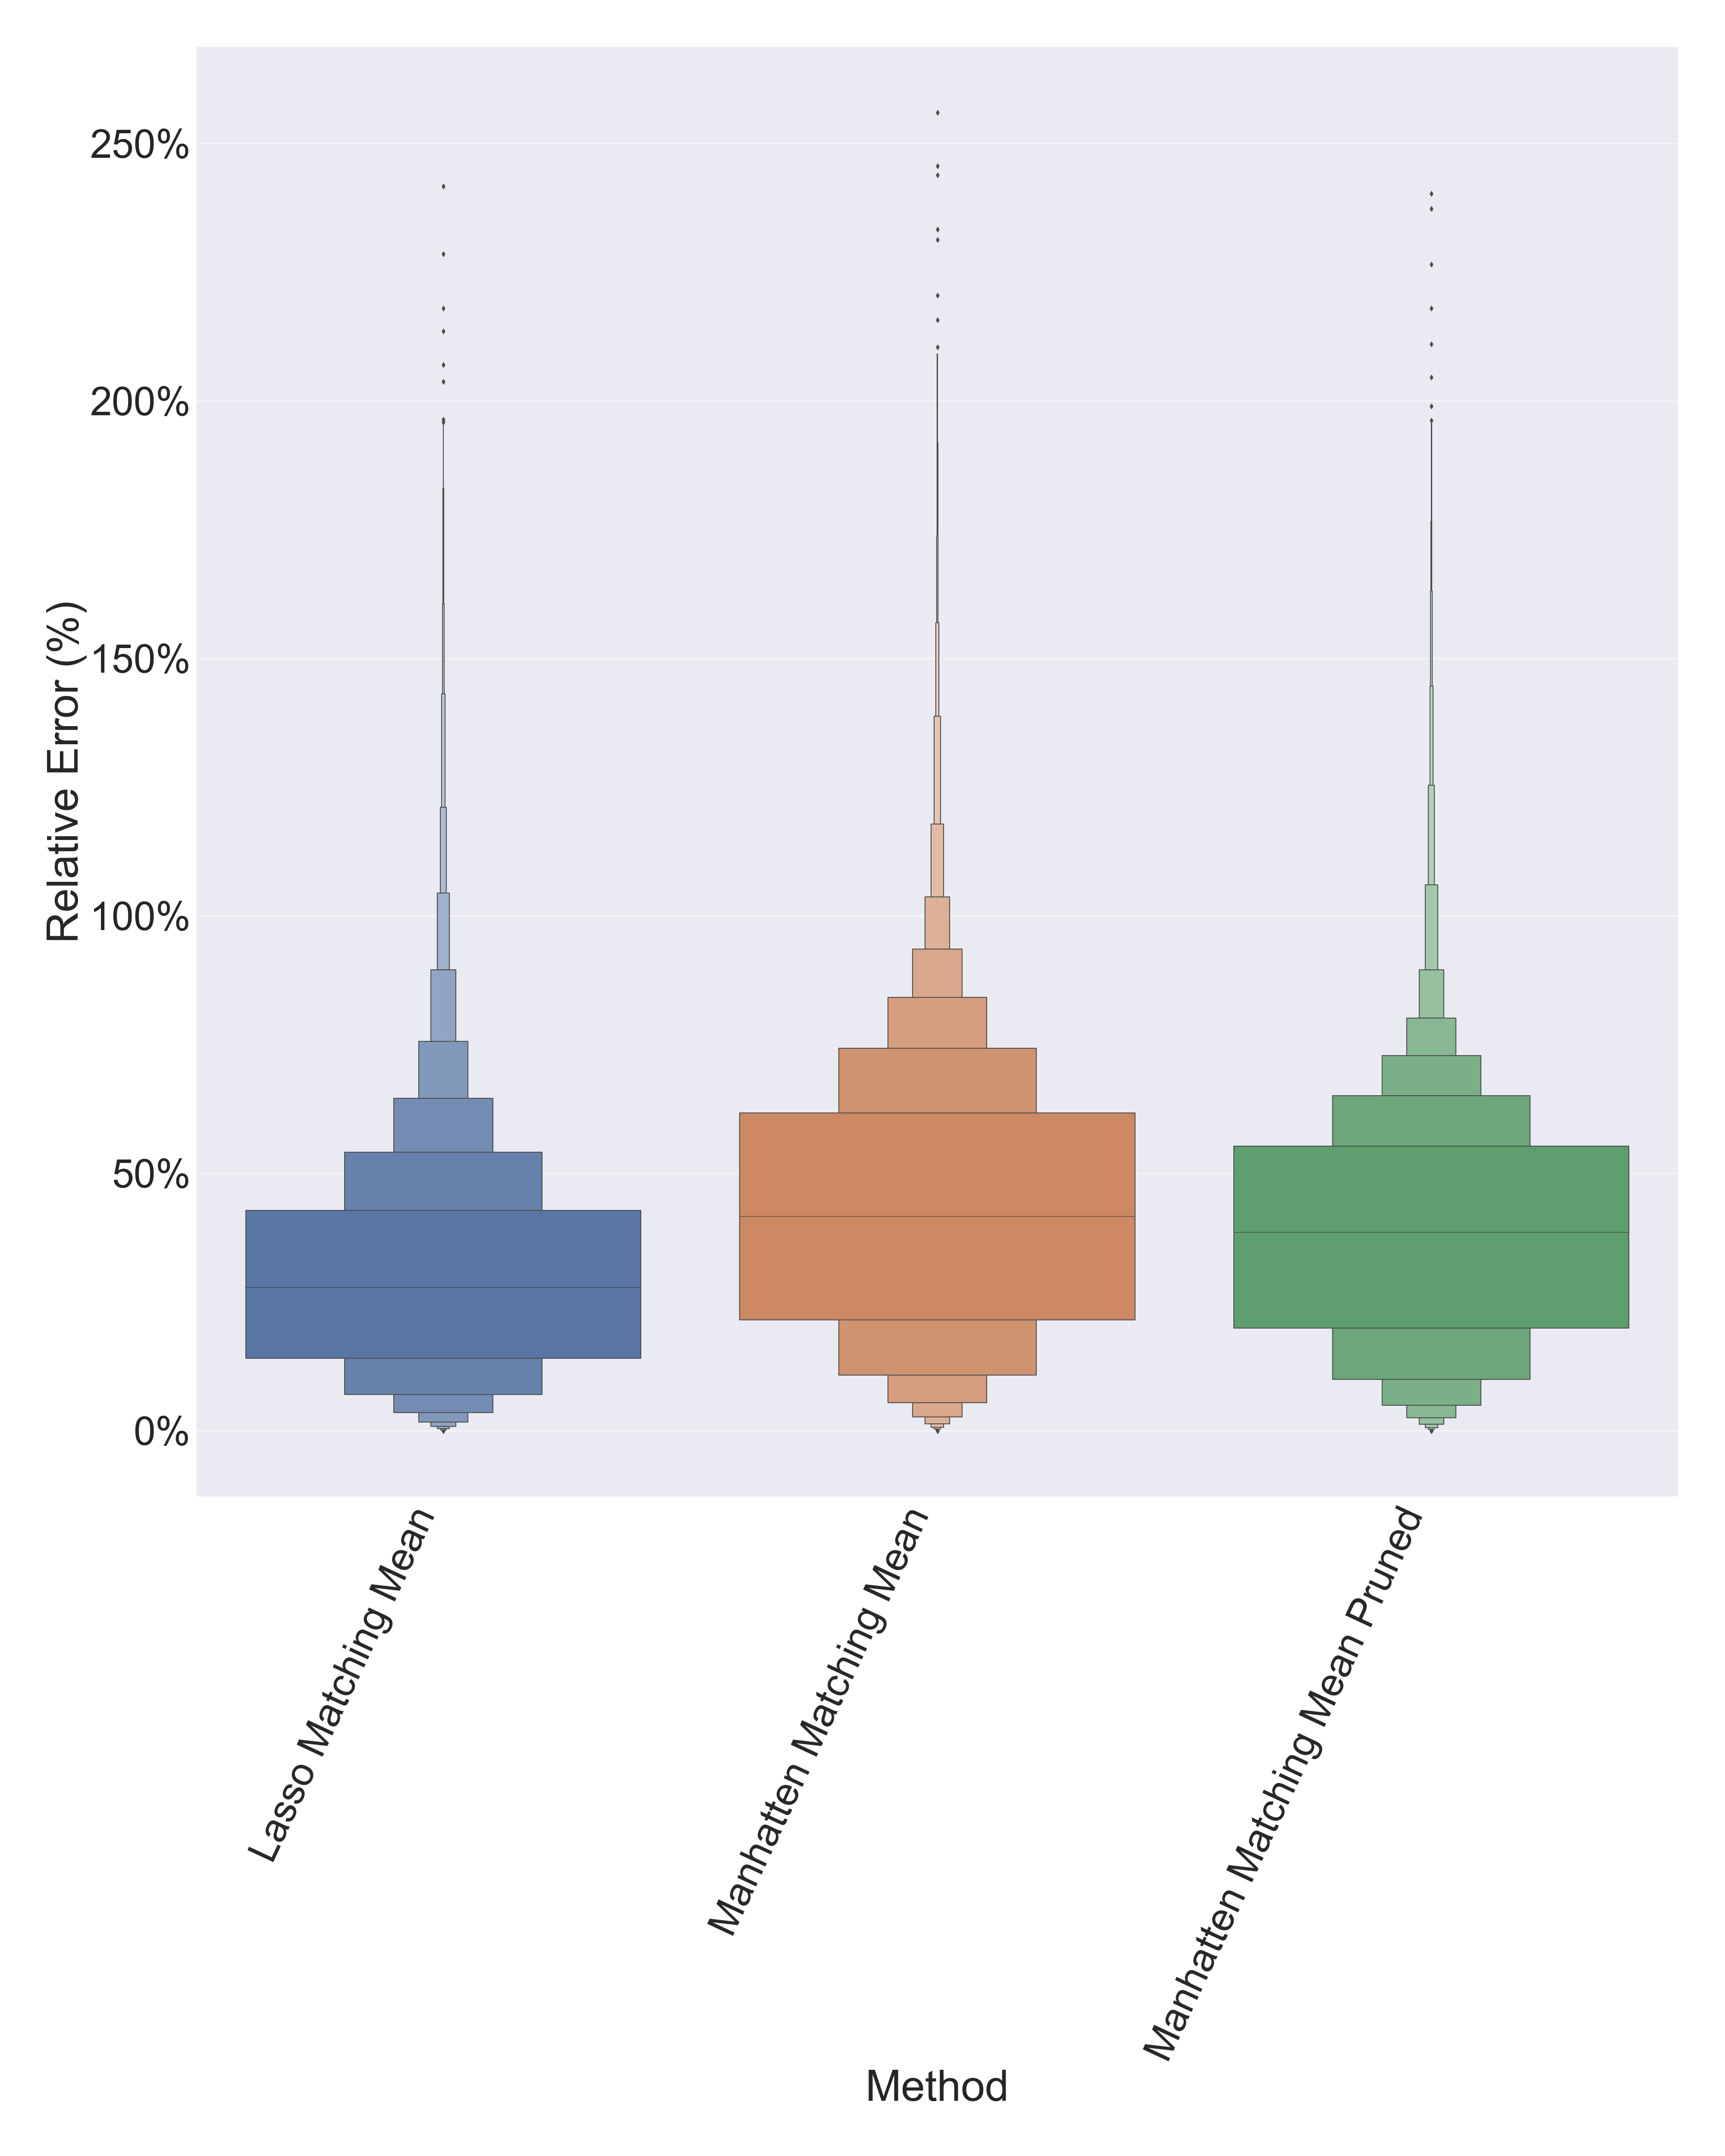 250%
200%
150%
100%
50%
0%
Relative Error (%)
Lasso Matching Mean
Manhatten Matching Mean
Manhatten Matching Mean Pruned
Method